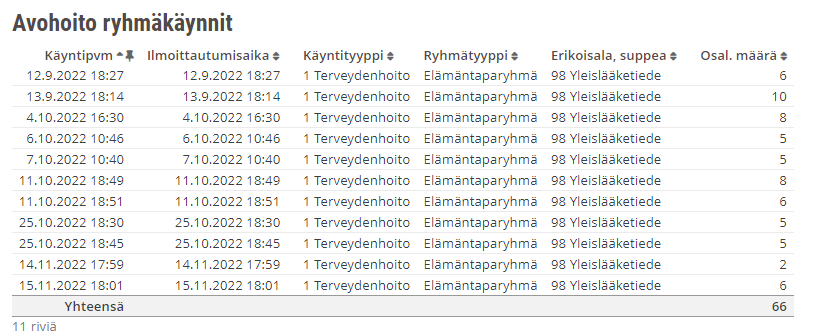 Avohoito ryhmäkäynnit
Käyntipvm Ilmoittautumisaika Käyntityyppi Ryhmätyyppi Erikoisala, suppea Osal. määrä
12.9.2022 18:27 12.9.2022 18:27 1 Terveydenhoito Elämäntaparyhmä 98 Yleislääketiede 6
13.9.2022 18:14 13.9.2022 18:14 1 Terveydenhoito Elämäntaparyhmä 98 Yleislääketiede 10
4.10.2022 16:30 4.10.2022 16:30 1 Terveydenhoito Elämäntaparyhmä 98 Yleislääketiede 8
6.10.2022 10:46 6.10.2022 10:46 1 Terveydenhoito Elämäntaparyhmä 98 Yleislääketiede 5
7.10.2022 10:40 7.10.2022 10:40 1 Terveydenhoito Elämäntaparyhmä 98 Yleislääketiede 5
11.10.2022 18:49 11.10.2022 18:49 1 Terveydenhoito Elämäntaparyhmä 98 Yleislääketiede 8
11.10.2022 18:51 11.10.2022 18:51 1 Terveydenhoito Elämäntaparyhmä 98 Yleislääketiede 6
25.10.2022 18:30 25.10.2022 18:30 1 Terveydenhoito Elämäntaparyhmä 98 Yleislääketiede 5
25.10.2022 18:45 25.10.2022 18:45 1 Terveydenhoito Elämäntaparyhmä 98 Yleislääketiede 5
14.11.2022 17:59 14.11.2022 17:59 1 Terveydenhoito Elämäntaparyhmä 98 Yleislääketiede 2
15.11.2022 18:01 15.11.2022 18:01 1 Terveydenhoito Elämäntaparyhmä 98 Yleislääketiede 6
Yhteensä 66
11 riviä